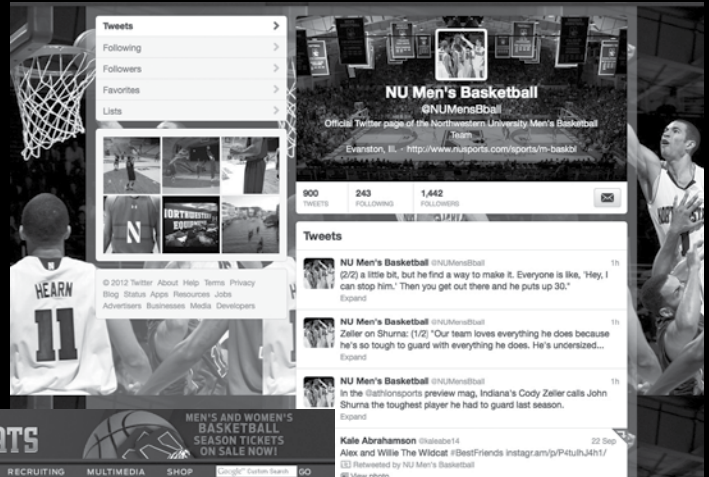 Tweets
Following
Followers
Favorites
Lists
N
© 2012 Twitter About Help Terms Privacy
Blog Status Apps Resources Jobs
Advertisers Businesses Media Developers
HEARN
11
NU Men's Basketball
@NUMensBball
Official Twitter page of the Northwestern University Men's Basketball
Team
Evanston, IL · http://www.nusports.com/sports/m-baskbl
900
TWEETS
243
FOLLOWING
1,442
FOLLOWERS
Tweets
NU Men's Basketball @NUMensBball 1h
(2/2) a little bit, but he find a way to make it. Everyone is like, 'Hey, I
can stop him.' Then you get out there and he puts up 30."
Expand
NU Men's Basketball @NUMensBball 1h
Zeller on Shurna: (1/2) "Our team loves everything he does because
he's so tough to guard with everything he does. He's undersized...
Expand
NU Men's Basketball @NUMensBball 1h
In the @athlonsports preview mag, Indiana's Cody Zeller calls John
Shurna the toughest player he had to guard last season.
Expand
Kale Abrahamson @kaleabe14 22 Sep
Alex and Willie The Wildcat #BestFriends instagr.am/p/P4tulhJ4h1/
Retweeted by NU Men's Basketball
View photo
MEN'S AND WOMEN'S
BASKETBALL
SEASON TICKETS
ON SALE NOW!
RECRUITING MULTIMEDIA SHOP Google Custom Search GO